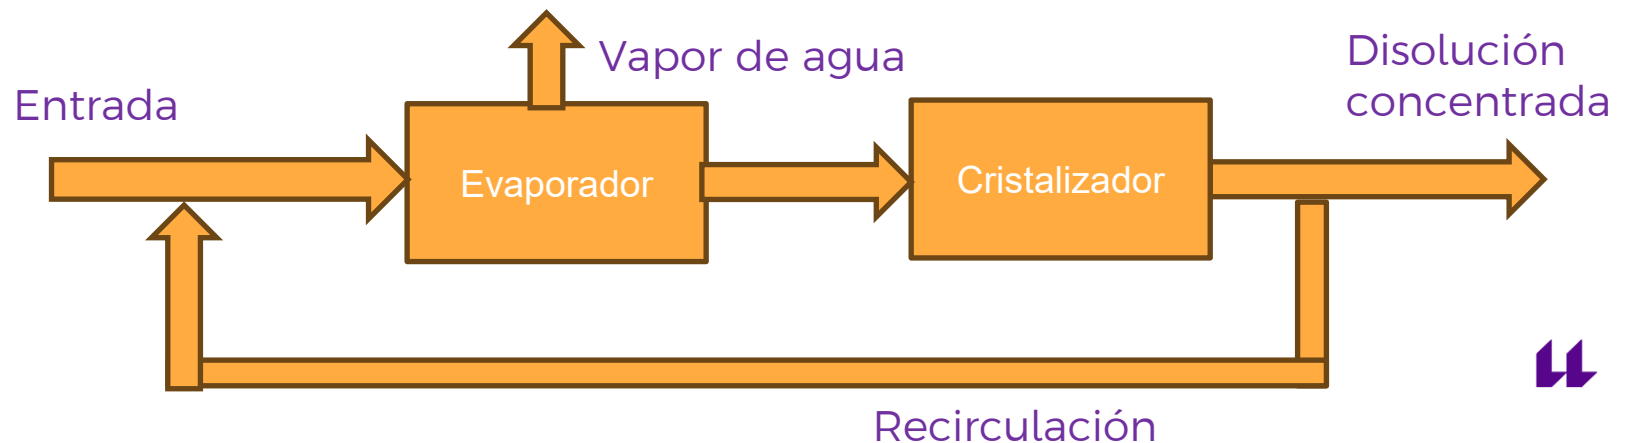 Entrada
Vapor de agua
Disolución
concentrada
Evaporador
Cristalizador
Recirculación